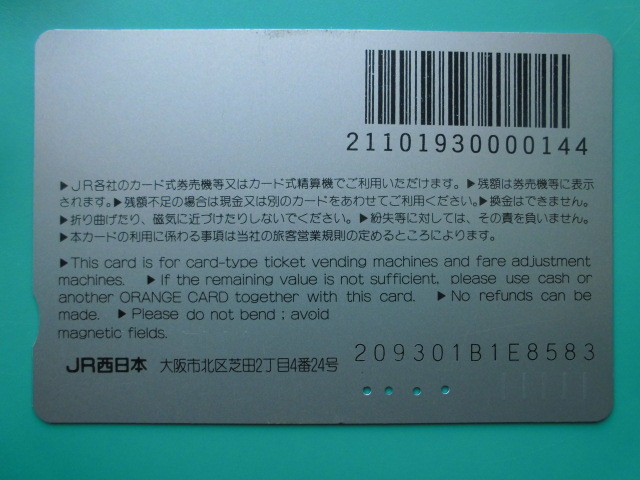 21101930000144
▶JR各社のカード式券売機等又はカード式精算機でご利用いただけます。▶残額は券売機等に表示
されます。▶残額不足の場合は現金又は別のカードをあわせてご利用ください。▶換金はできません。
▶折り曲げたり、磁気に近づけたりしないでください。▶紛失等に対しては、その責を負いません。
▶本カードの利用に係わる事項は当社の旅客営業規則の定めるところによります。
▶This card is for card-type ticket vending machines and fare adjustment
machines. ▶If the remaining value is not sufficient, please use cash or
another ORANGE CARD together with this card. ▶No refunds can be
made. ▶Please do not bend ; avoid
magnetic fields.
209301B1E8583
JR西日本 大阪市北区芝田2丁目4番24号